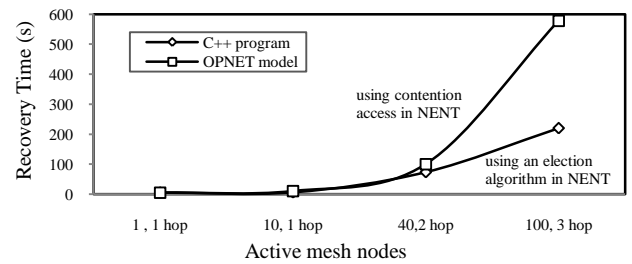 600
500
400
300
200
100
0
Recovery Time (s)
C++ program
OPNET model
using contention
access in NENT
using an election
algorithm in NENT
1 , 1 hop
10, 1 hop
40,2 hop
100, 3 hop
Active mesh nodes